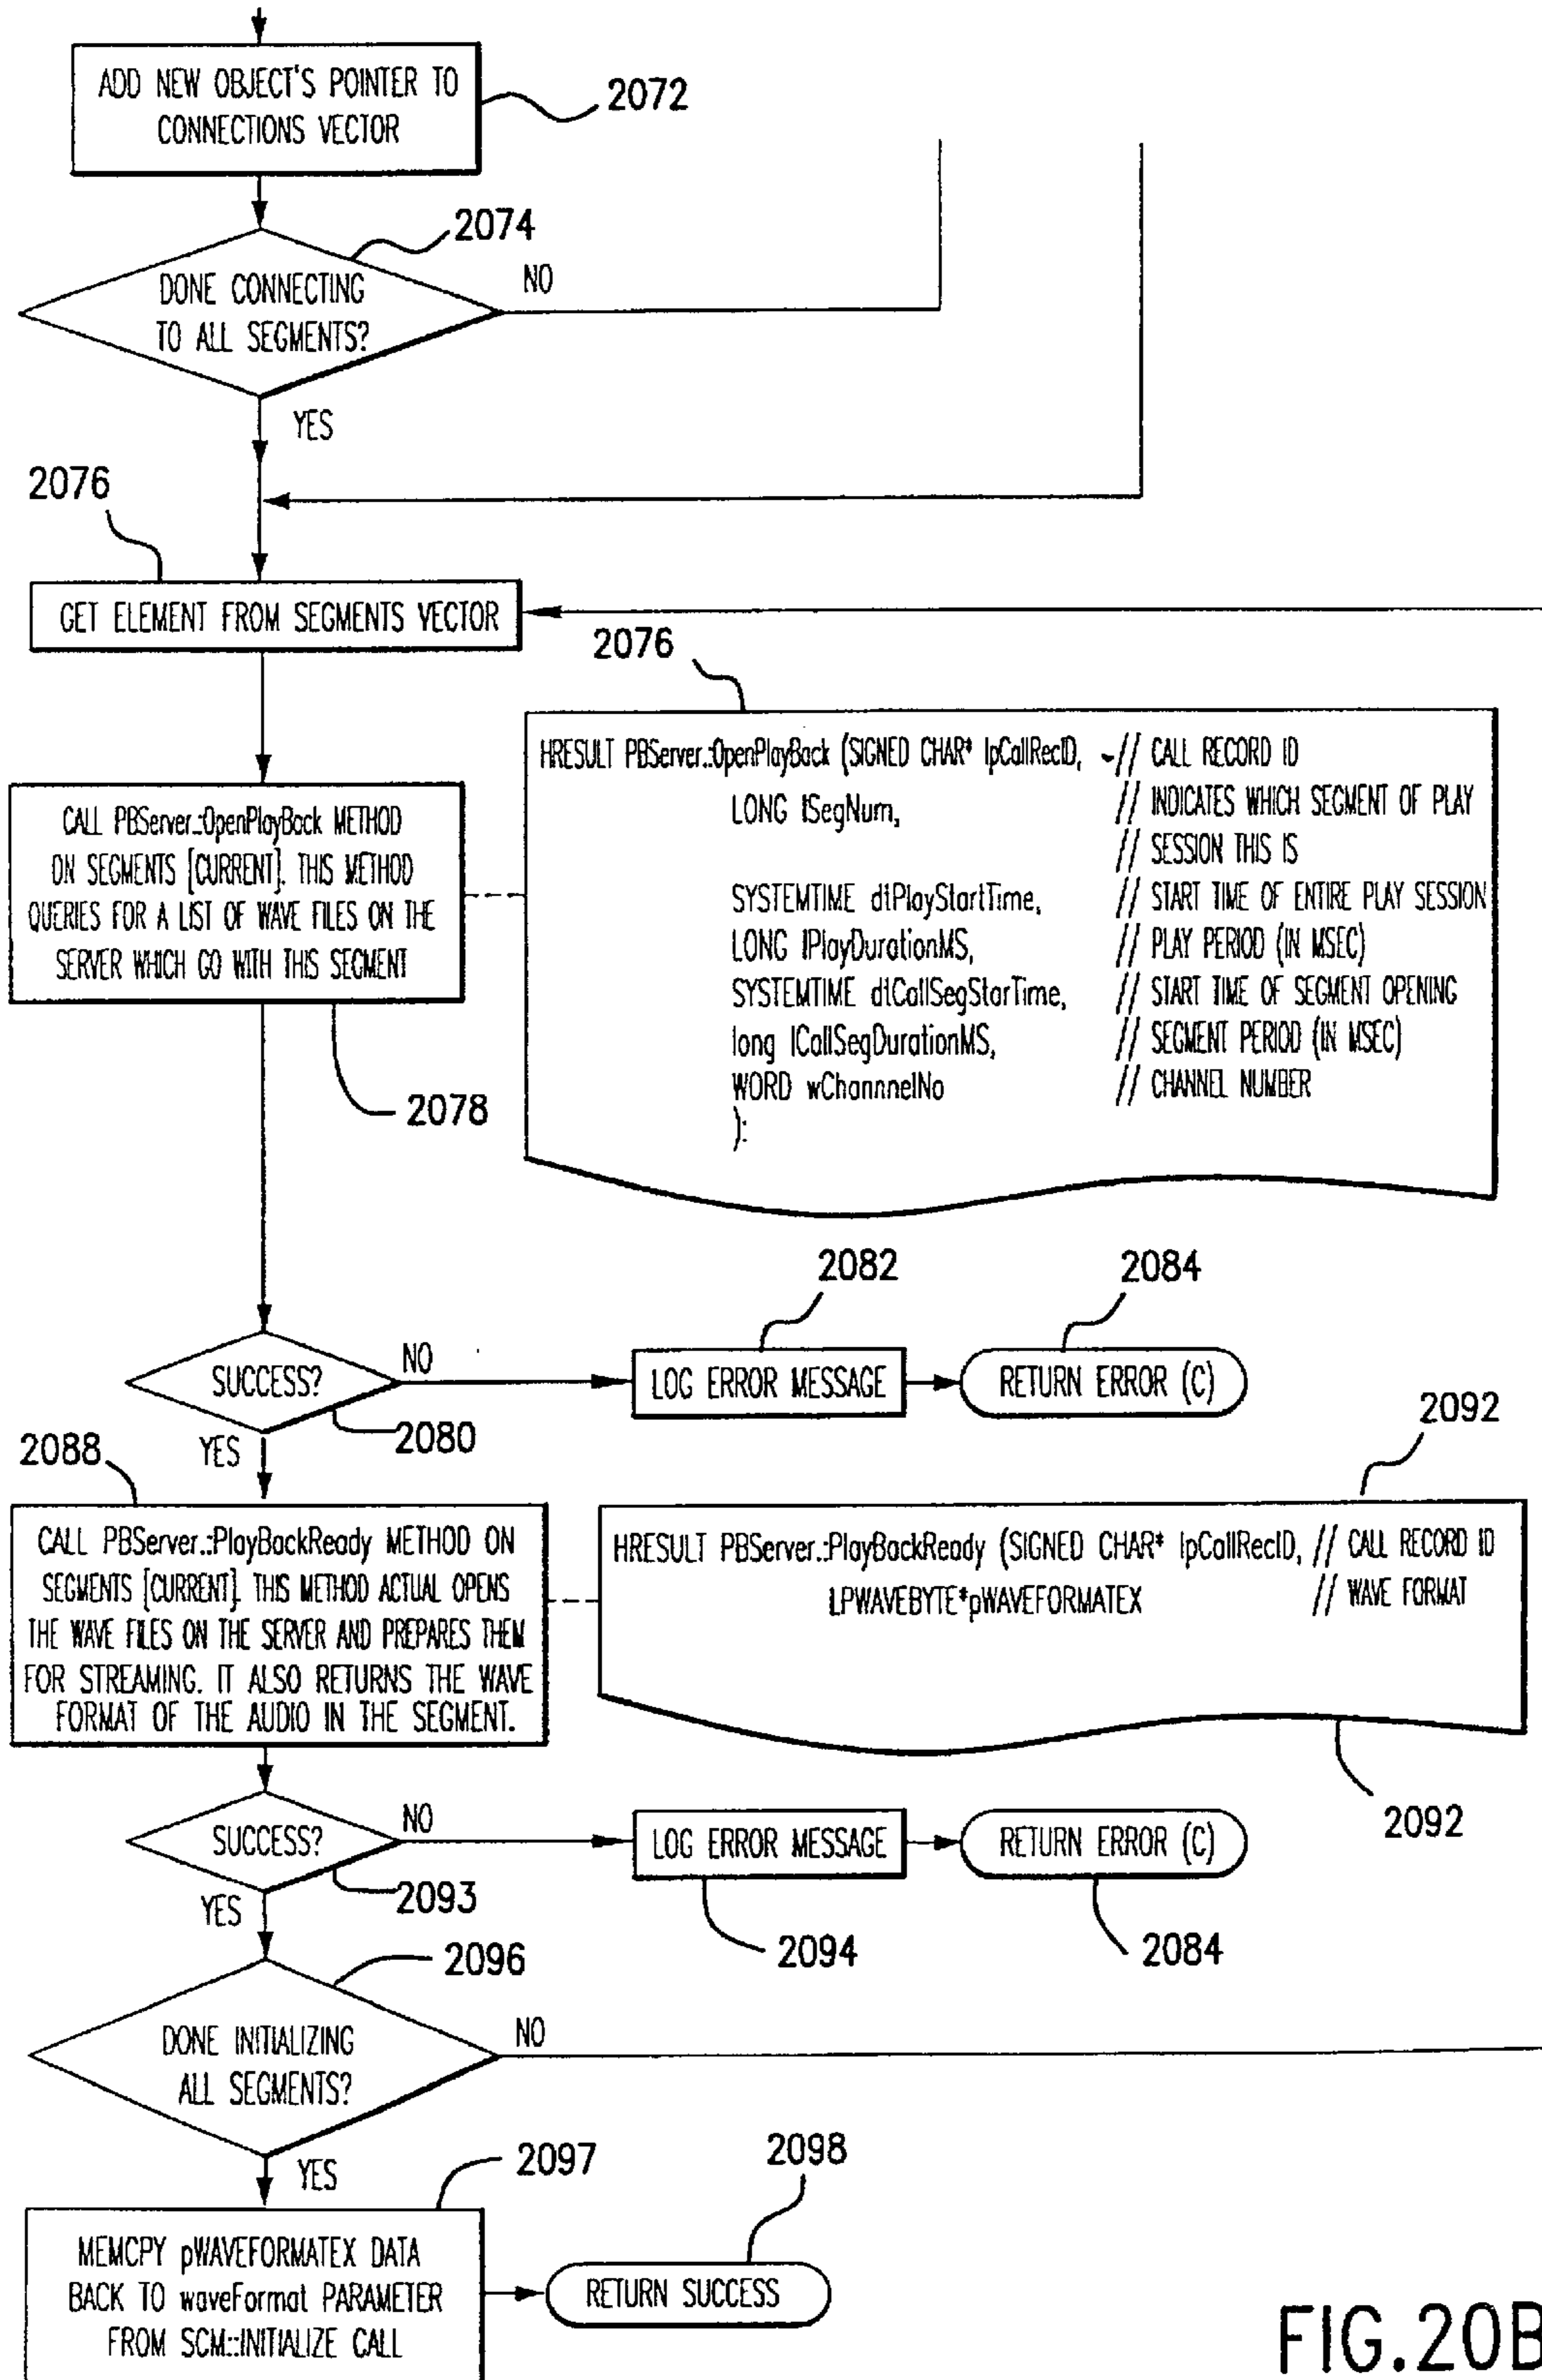 ADD NEW OBJECT'S POINTER TO
CONNECTIONS VECTOR
2072
2074
DONE CONNECTING
TO ALL SEGMENTS?
NO
YES
2076
GET ELEMENT FROM SEGMENTS VECTOR
2076
CALL PBServer::OpenPlayBack METHOD
ON SEGMENTS [CURRENT]. THIS METHOD
QUERIES FOR A LIST OF WAVE FILES ON THE
SERVER WHICH GO WITH THIS SEGMENT
2078
HRESULT PBServer::OpenPlayBack (SIGNED CHAR* lpCallRecID, // CALL RECORD ID
LONG lSegNum, // INDICATES WHICH SEGMENT OF PLAY
// SESSION THIS IS
SYSTEMTIME dtPlayStartTime, // START TIME OF ENTIRE PLAY SESSION
LONG lPlayDurationMS, // PLAY PERIOD (IN MSEC)
SYSTEMTIME dtCallSegStarTime, // START TIME OF SEGMENT OPENING
long lCallSegDurationMS, // SEGMENT PERIOD (IN MSEC)
WORD wChannnelNo // CHANNEL NUMBER
);
SUCCESS?
NO
2080
YES
2082
LOG ERROR MESSAGE
2084
RETURN ERROR (C)
2088
CALL PBServer::PlayBackReady METHOD ON
SEGMENTS [CURRENT]. THIS METHOD ACTUAL OPENS
THE WAVE FILES ON THE SERVER AND PREPARES THEM
FOR STREAMING. IT ALSO RETURNS THE WAVE
FORMAT OF THE AUDIO IN THE SEGMENT.
2092
HRESULT PBServer::PlayBackReady (SIGNED CHAR* lpCallRecID, // CALL RECORD ID
LPWAVEBYTE*pWAVEFORMATEX // WAVE FORMAT
2092
SUCCESS?
NO
2093
YES
LOG ERROR MESSAGE
2094
RETURN ERROR (C)
2084
2096
DONE INITIALIZING
ALL SEGMENTS?
NO
YES
2097
MEMCPY pWAVEFORMATEX DATA
BACK TO waveFormat PARAMETER
FROM SCM::INITIALIZE CALL
2098
RETURN SUCCESS
FIG.20B